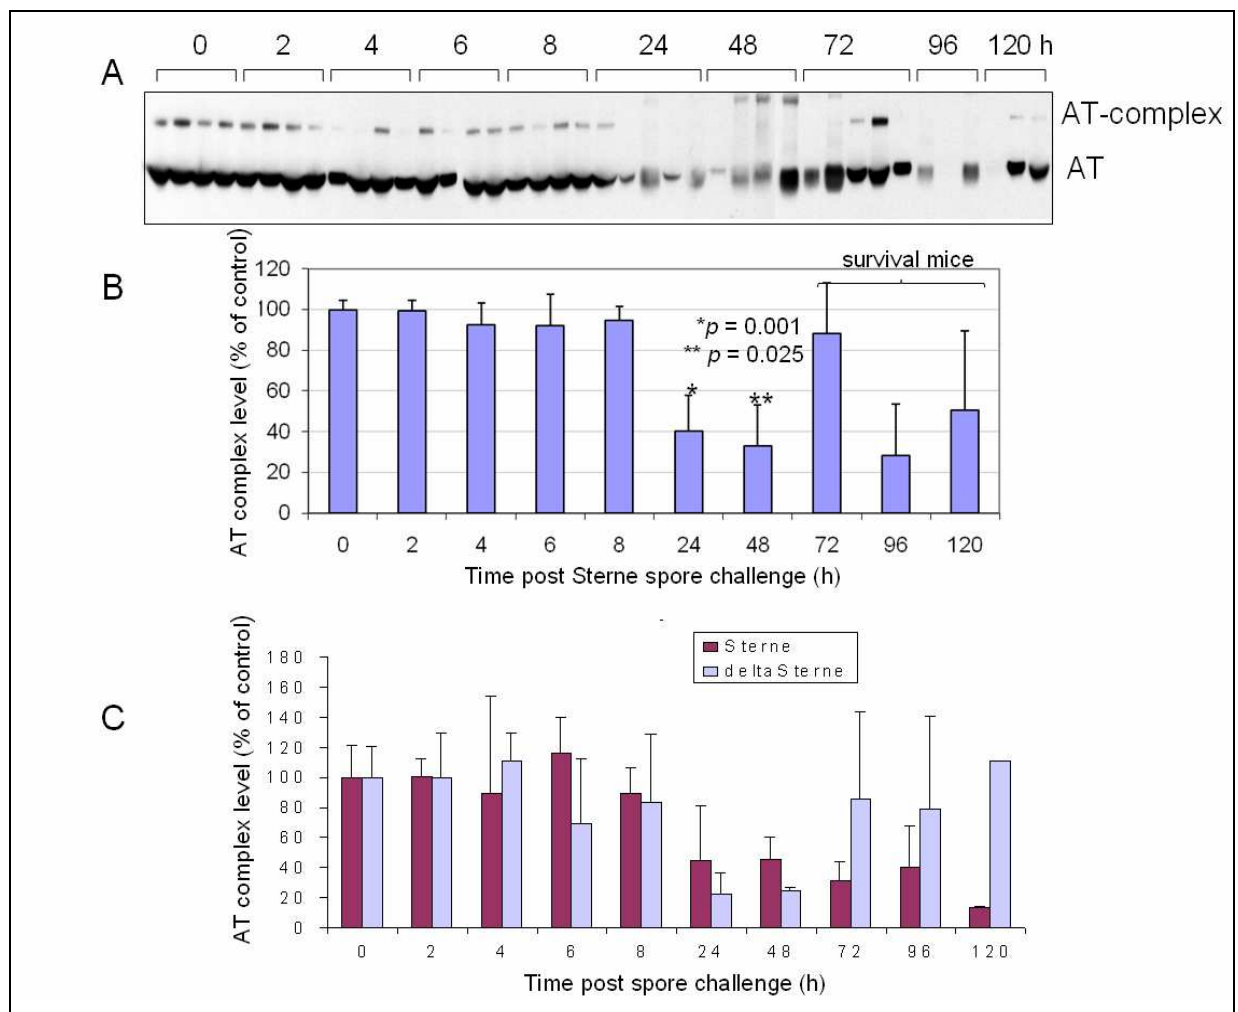 0 2 4 6 8 24 48 72 96 120 h
A
AT-complex
AT
B
AT complex level (% of control)
120
100
80
60
40
20
0
survival mice
*p = 0.001
** p = 0.025
*
**
0 2 4 6 8 24 48 72 96 120
Time post Sterne spore challenge (h)
C
AT complex level (% of control)
180
160
140
120
100
80
60
40
20
0
Sterne
deltaSterne
0 2 4 6 8 24 48 72 96 120
Time post spore challenge (h)